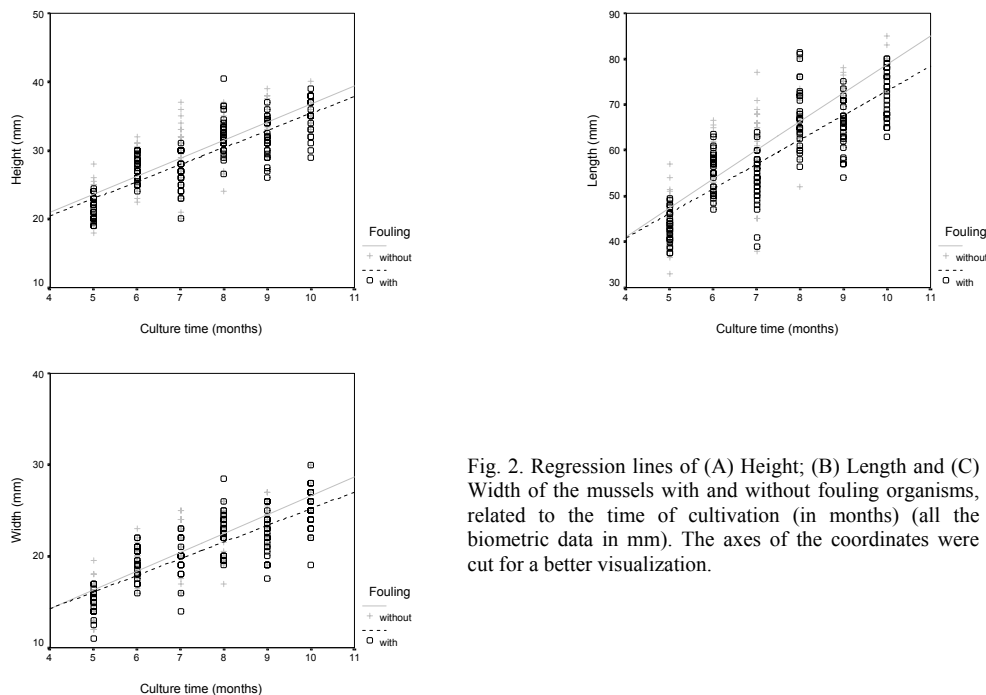 50
40
30
20
10
Height (mm)
4 5 6 7 8 9 10 11
Culture time (months)
Fouling
without
with
90
80
70
60
50
40
30
Length (mm)
4 5 6 7 8 9 10 11
Culture time (months)
Fouling
without
with
40
30
20
10
Width (mm)
4 5 6 7 8 9 10 11
Culture time (months)
Fouling
without
with
Fig. 2. Regression lines of (A) Height; (B) Length and (C)
Width of the mussels with and without fouling organisms,
related to the time of cultivation (in months) (all the
biometric data in mm). The axes of the coordinates were
cut for a better visualization.